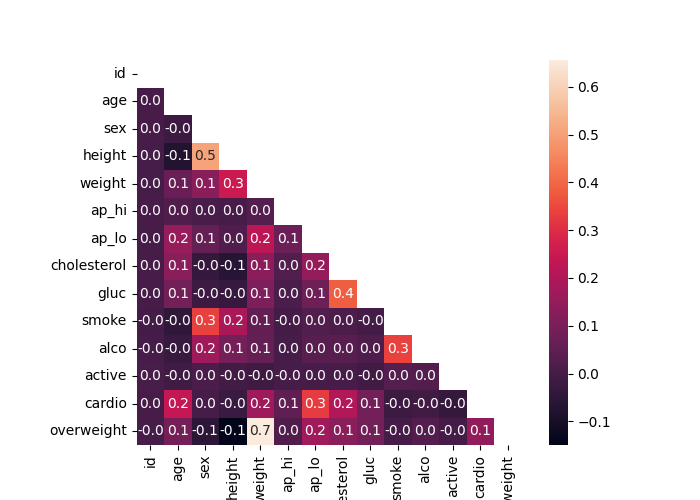 id
age 0.0
sex 0.0 -0.0
height 0.0 -0.1 0.5
weight 0.0 0.1 0.1 0.3
ap_hi 0.0 0.0 0.0 0.0 0.0
ap_lo 0.0 0.2 0.1 0.0 0.2 0.1
cholesterol 0.0 0.1 -0.0 -0.1 0.1 0.0 0.2
gluc 0.0 0.1 -0.0 -0.0 0.1 0.0 0.1 0.4
smoke -0.0 -0.0 0.3 0.2 0.1 -0.0 0.0 0.0 -0.0
alco -0.0 -0.0 0.2 0.1 0.1 0.0 0.0 0.0 0.0 0.3
active 0.0 -0.0 0.0 -0.0 -0.0 -0.0 0.0 0.0 -0.0 0.0 0.0
cardio 0.0 0.2 0.0 -0.0 0.2 0.1 0.3 0.2 0.1 -0.0 -0.0 -0.0
overweight -0.0 0.1 -0.1 -0.1 0.7 0.0 0.2 0.1 0.1 -0.0 0.0 -0.0 0.1
id age sex height weight ap_hi ap_lo esterol gluc smoke alco active cardio weight
0.6
0.5
0.4
0.3
0.2
0.1
0.0
−0.1